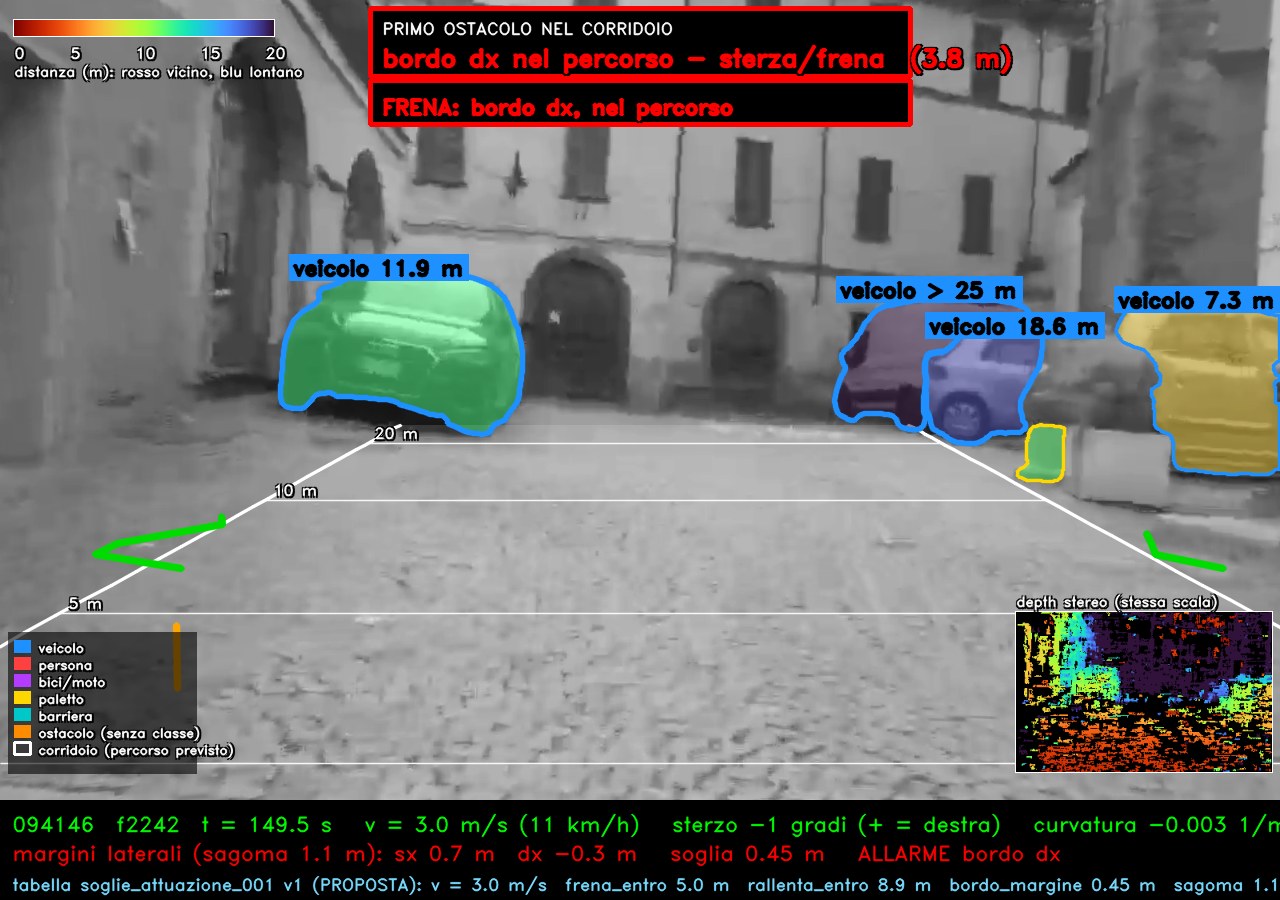 0 5 10 15 20
distanza (m): rosso vicino, blu lontano
PRIMO OSTACOLO NEL CORRIDOIO
bordo dx nel percorso - sterza/frena (3.8 m)
FRENA: bordo dx, nel percorso
veicolo 11.9 m
veicolo > 25 m
veicolo 7.3 m
veicolo 18.6 m
20 m
10 m
5 m
depth stereo (stessa scala)
veicolo
persona
bici/moto
paletto
barriera
ostacolo (senza classe)
corridoio (percorso previsto)
094146 f2242 t = 149.5 s v = 3.0 m/s (11 km/h) sterzo -1 gradi (+ = destra) curvatura -0.003 1/m
margini laterali (sagoma 1.1 m): sx 0.7 m dx -0.3 m soglia 0.45 m ALLARME bordo dx
tabella soglie_attuazione_001 v1 (PROPOSTA): v = 3.0 m/s frena_entro 5.0 m rallenta_entro 8.9 m bordo_margine 0.45 m sagoma 1.1